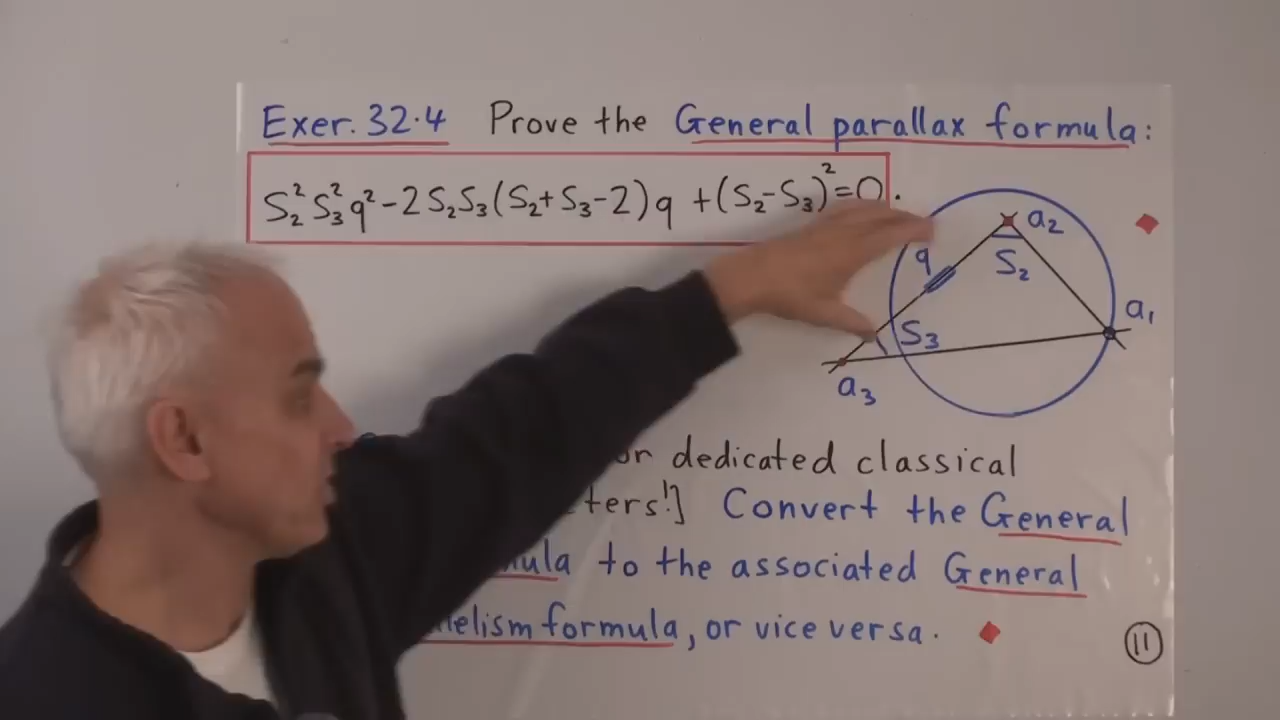 Exer. 32.4 Prove the General parallax formula:
S₂²S₃²q² - 2S₂S₃(S₂+S₃-2)q + (S₂-S₃)² = 0.
a₂
q
S₂
a₁
S₃
a₃
dedicated classical
Convert the General
to the associated General
formula, or vice versa.
11